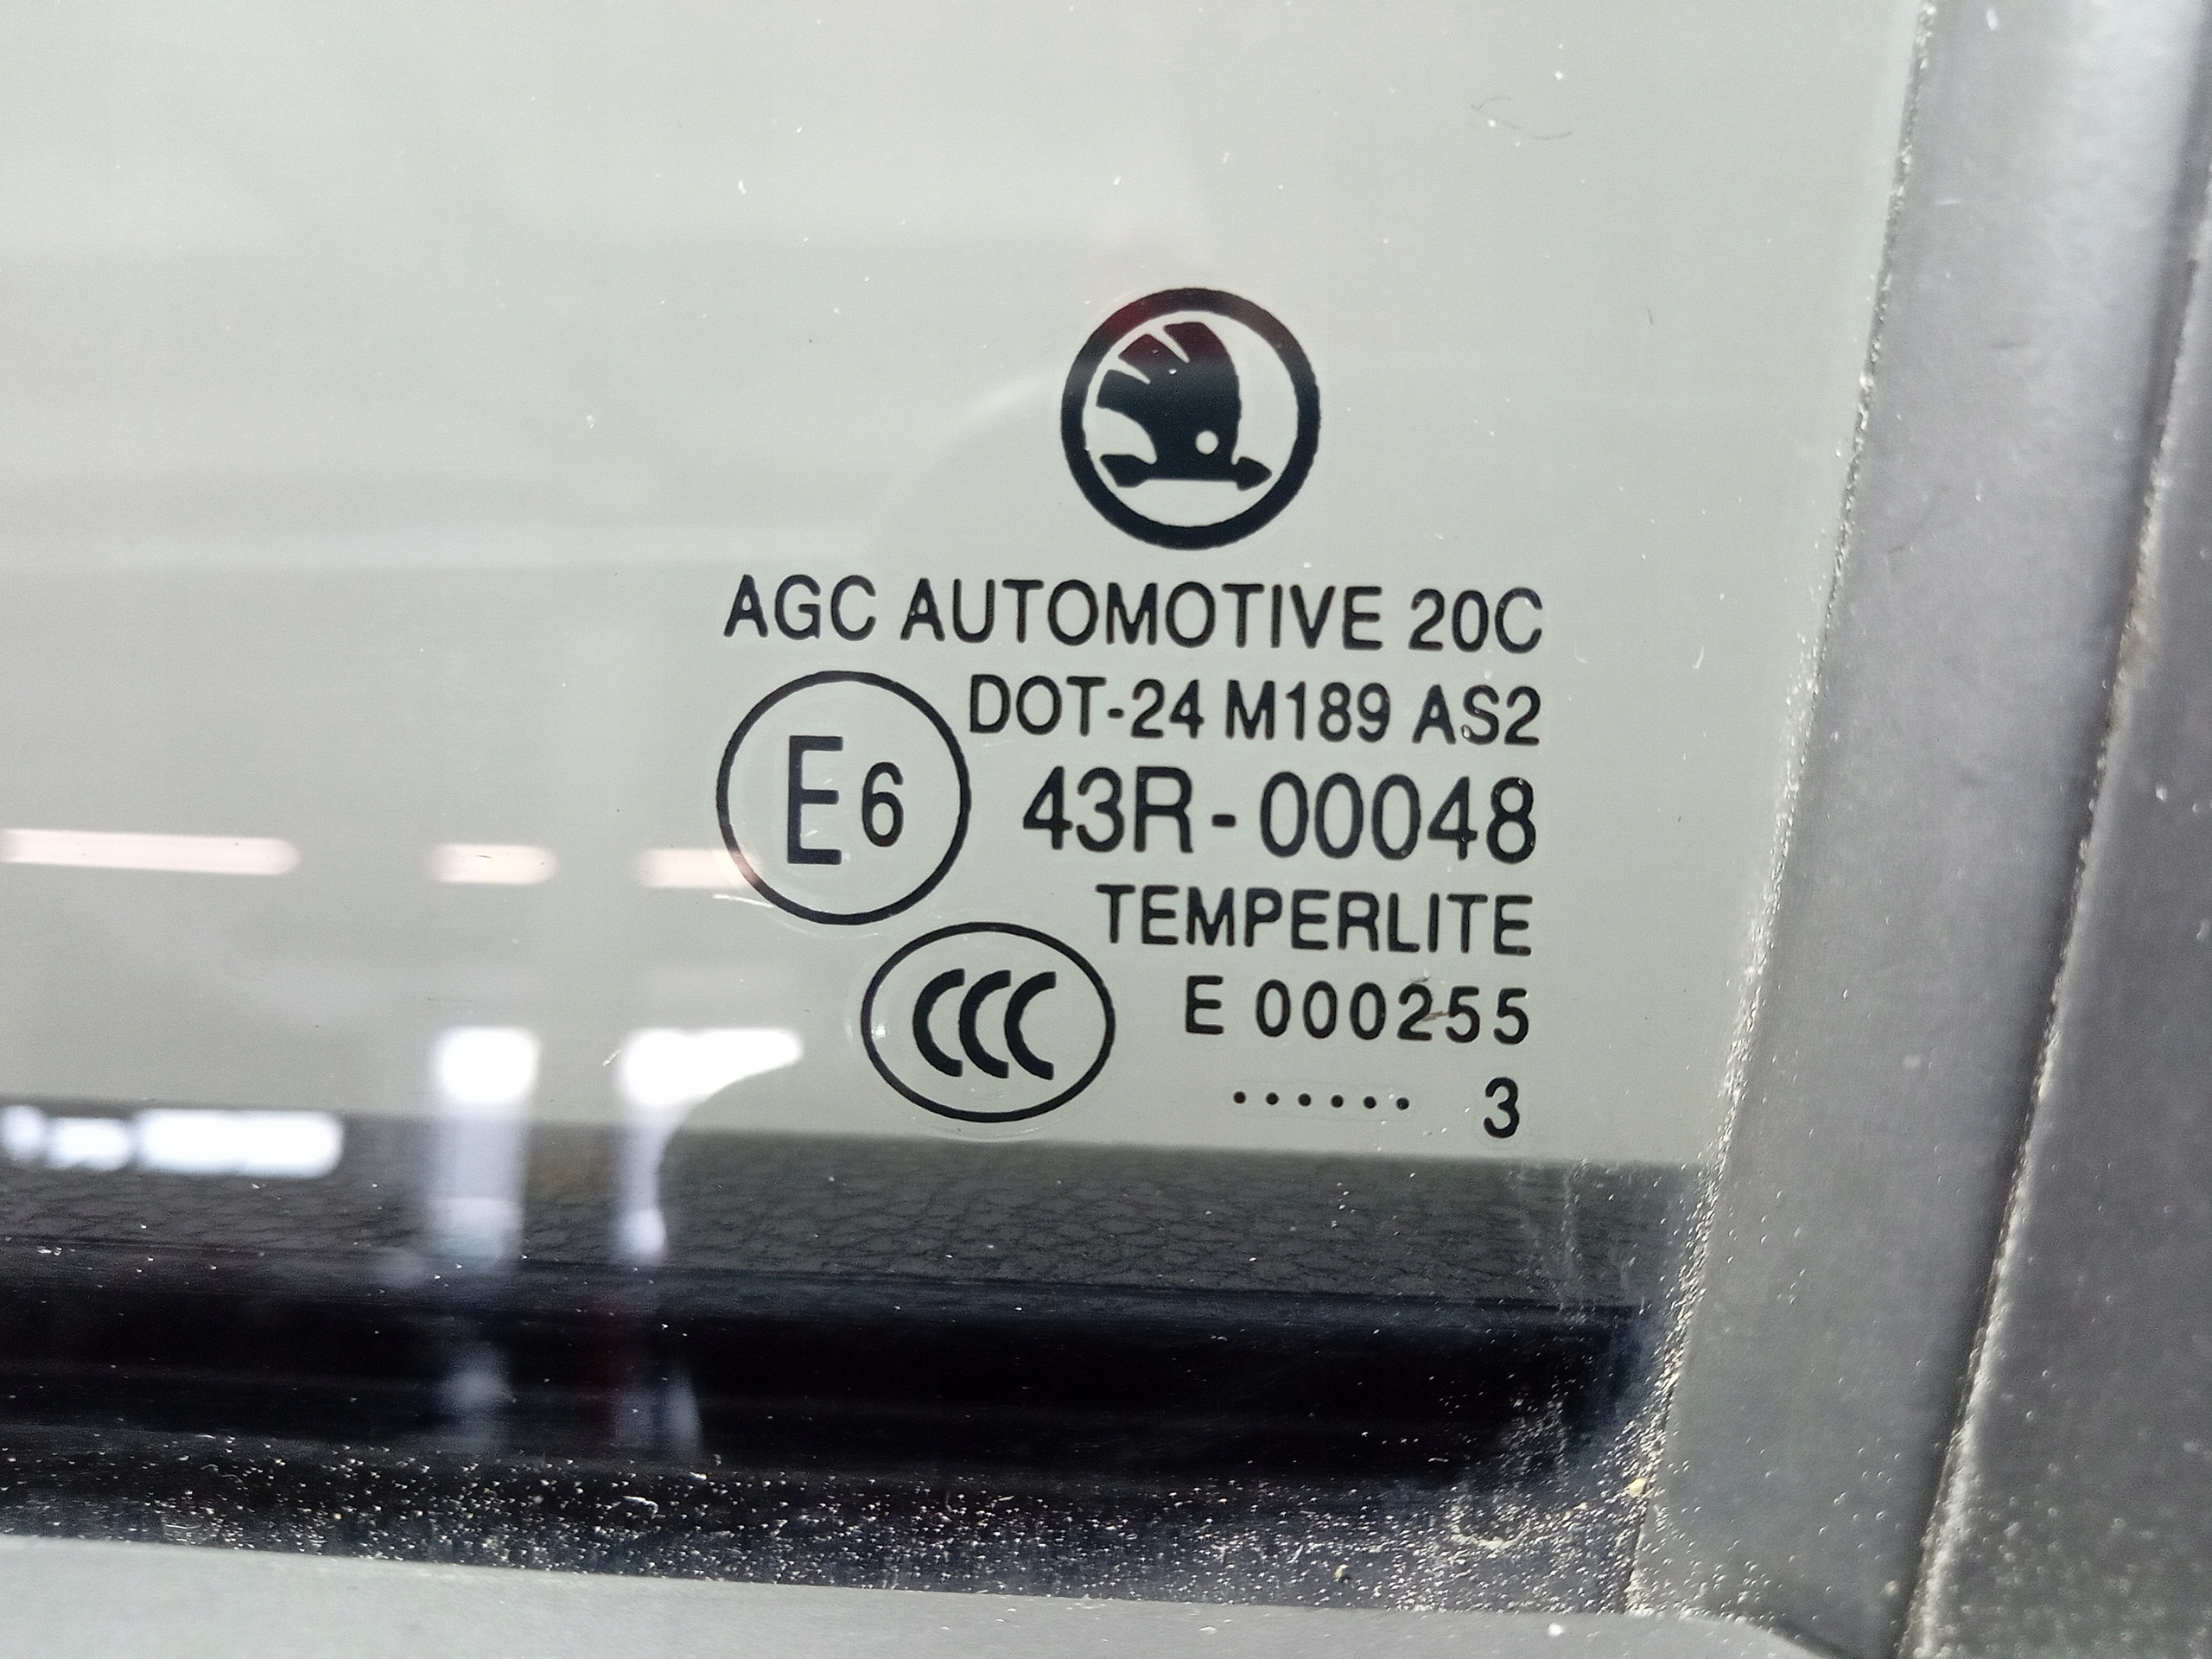 AGC AUTOMOTIVE 20C
DOT-24 M189 AS2
E6 43R-00048
TEMPERLITE
CCC E 000255
...... 3